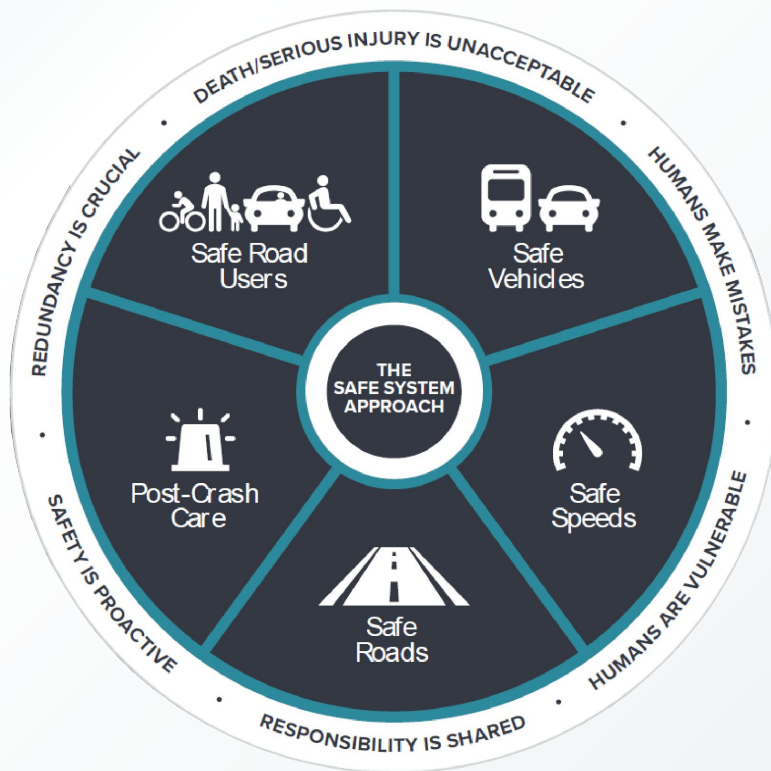 DEATH/SERIOUS INJURY IS UNACCEPTABLE
HUMANS MAKE MISTAKES
HUMANS ARE VULNERABLE
RESPONSIBILITY IS SHARED
SAFETY IS PROACTIVE
REDUNDANCY IS CRUCIAL
Safe Road
Users
Safe
Vehicles
Safe
Speeds
Safe
Roads
Post-Crash
Care
THE
SAFE SYSTEM
APPROACH